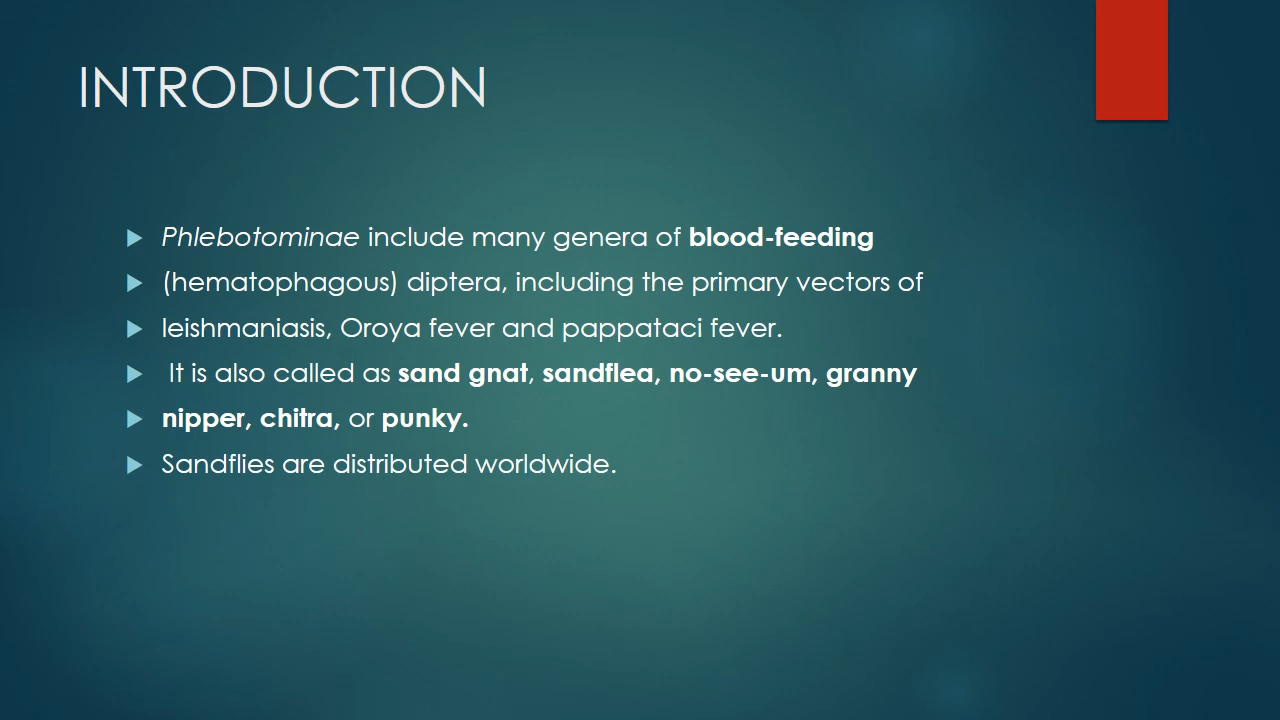 INTRODUCTION
Phlebotominae include many genera of blood-feeding
(hematophagous) diptera, including the primary vectors of
leishmaniasis, Oroya fever and pappataci fever.
It is also called as sand gnat, sandflea, no-see-um, granny
nipper, chitra, or punky.
Sandflies are distributed worldwide.